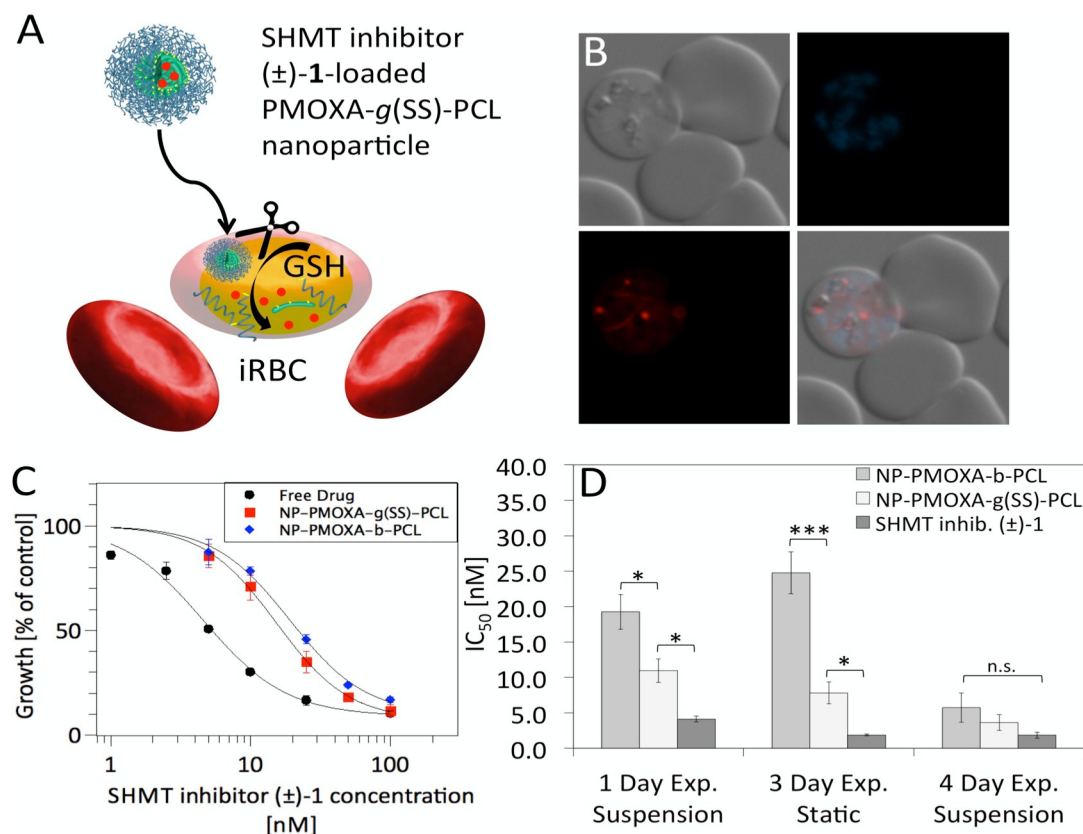 A
SHMT inhibitor
(±)-1-loaded
PMOXA-g(SS)-PCL
nanoparticle
GSH
iRBC
B
C
Free Drug
NP-PMOXA-g(SS)-PCL
NP-PMOXA-b-PCL
Growth [% of control]
100
50
0
1
10
100
SHMT inhibitor (±)-1 concentration
[nM]
D
NP-PMOXA-b-PCL
NP-PMOXA-g(SS)-PCL
SHMT inhib. (±)-1
IC50 [nM]
40.0
35.0
30.0
25.0
20.0
15.0
10.0
5.0
0.0
*
*
***
*
n.s.
1 Day Exp.
Suspension
3 Day Exp.
Static
4 Day Exp.
Suspension